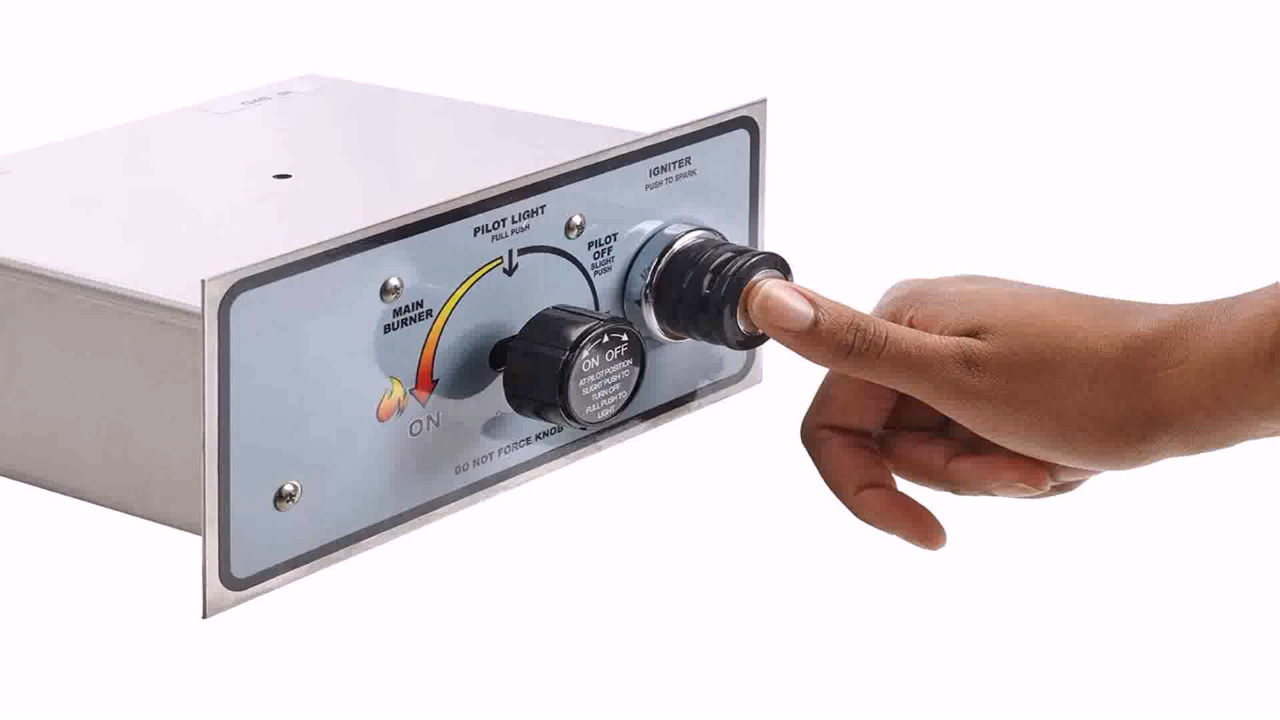 IGNITER
PUSH TO SPARK
PILOT LIGHT
FULL PUSH
PILOT
OFF
SLIGHT
PUSH
MAIN
BURNER
ON
ON OFF
AT PILOT POSITION
SLIGHT PUSH TO
TURN OFF
FULL PUSH TO
LIGHT
DO NOT FORCE KNOB